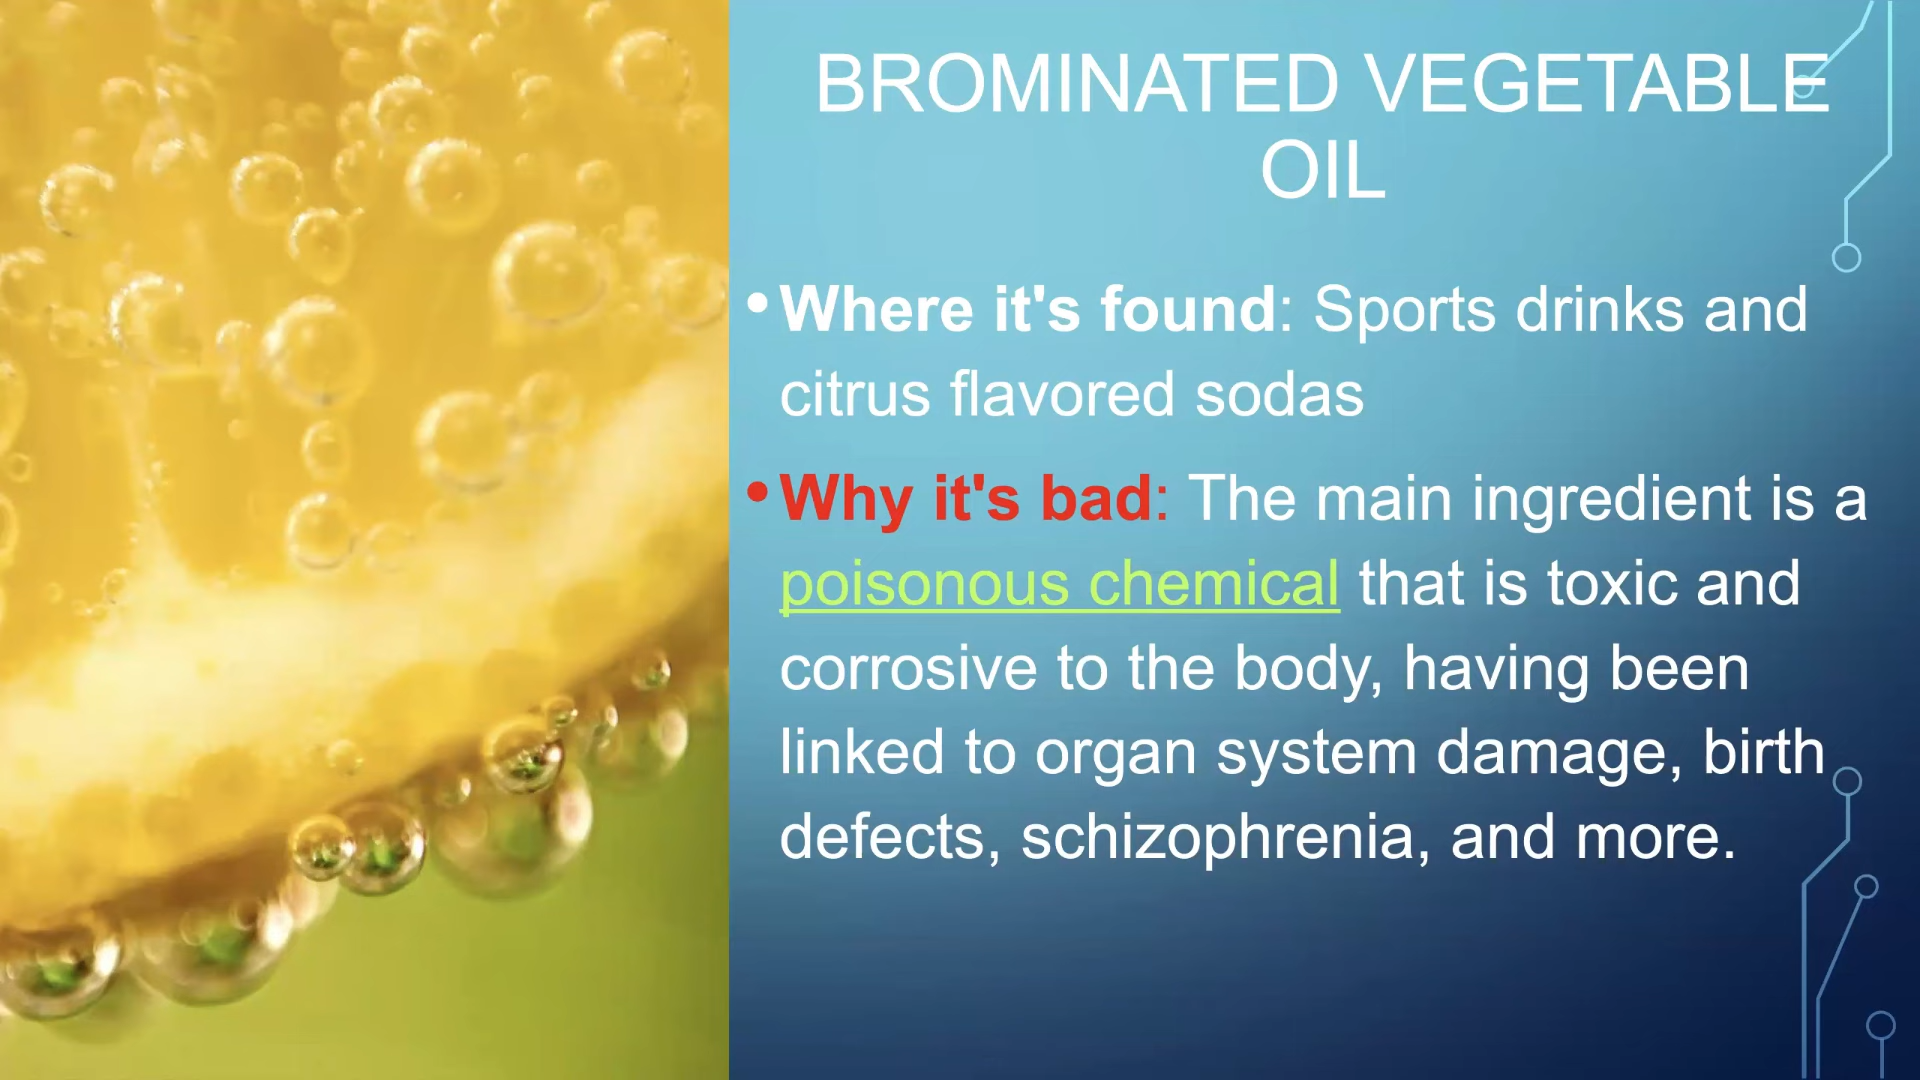 BROMINATED VEGETABLE
OIL
• Where it's found: Sports drinks and
citrus flavored sodas
• Why it's bad: The main ingredient is a
poisonous chemical that is toxic and
corrosive to the body, having been
linked to organ system damage, birth
defects, schizophrenia, and more.